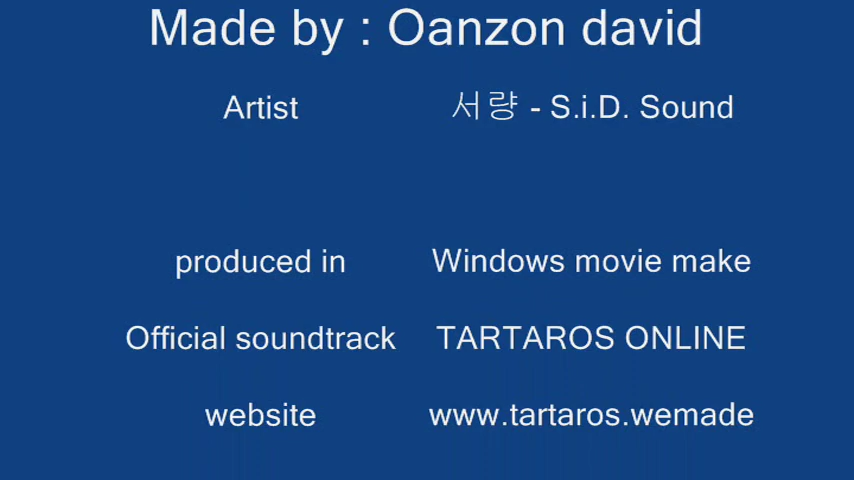 Made by : Oanzon david
Artist 서량 - S.i.D. Sound
produced in Windows movie make
Official soundtrack TARTAROS ONLINE
website www.tartaros.wemade